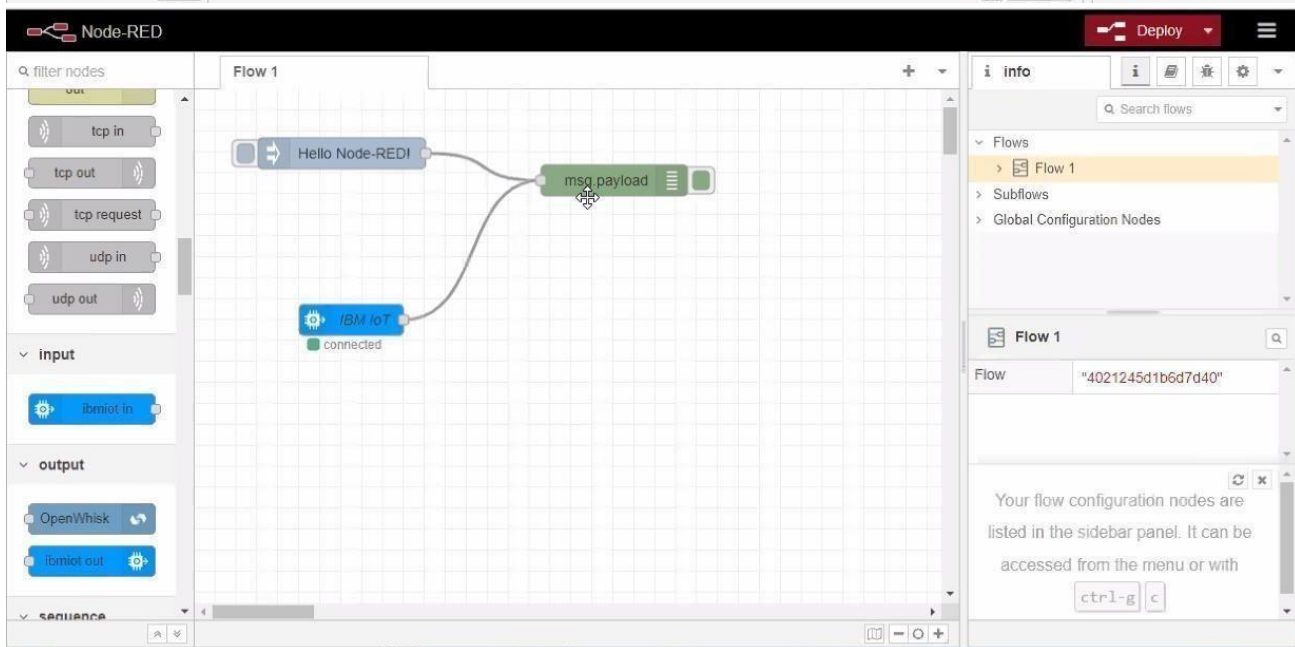 Node-RED
Deploy
filter nodes
out
tcp in
tcp out
tcp request
udp in
udp out
input
ibmiot in
output
OpenWhisk
ibmiot out
sequence
Flow 1
Hello Node-RED!
msg.payload
IBM IoT
connected
i info
i
Search flows
Flows
Flow 1
Subflows
Global Configuration Nodes
Flow 1
Flow "4021245d1b6d7d40"
Your flow configuration nodes are
listed in the sidebar panel. It can be
accessed from the menu or with
ctrl-g c